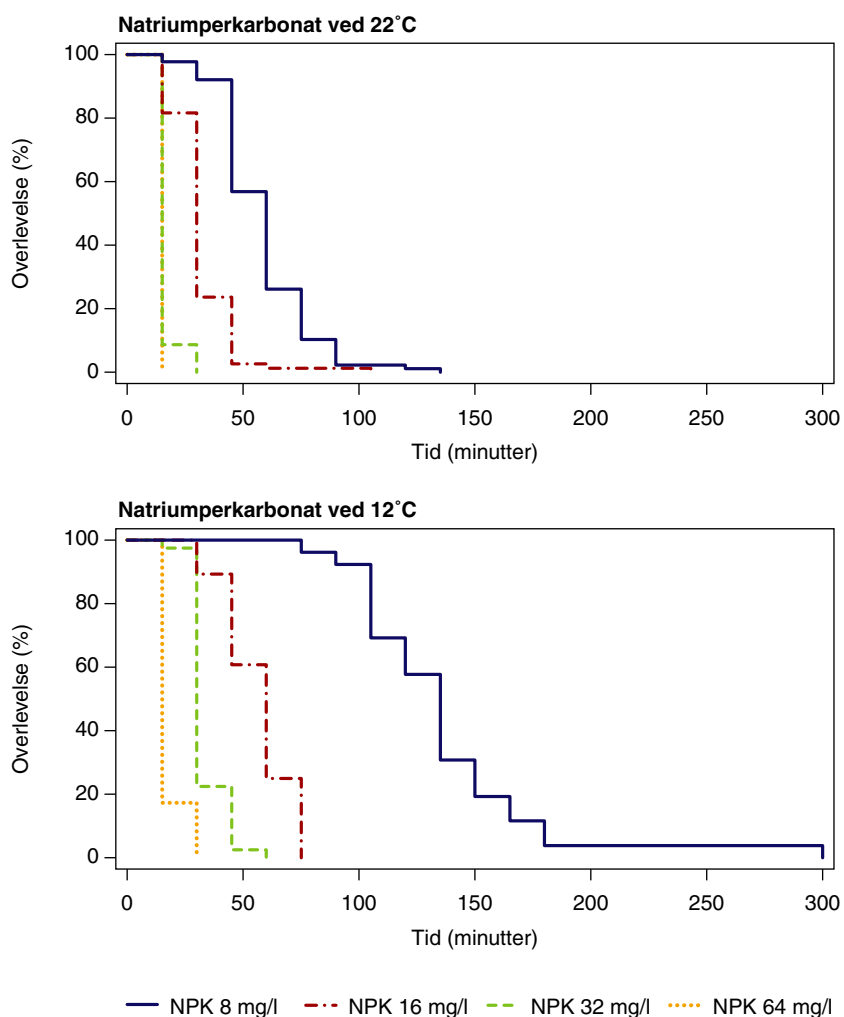 Natriumperkarbonat ved 22˚C
100
80
60
40
20
0
Overlevelse (%)
0 50 100 150 200 250 300
Tid (minutter)
Natriumperkarbonat ved 12˚C
100
80
60
40
20
0
Overlevelse (%)
0 50 100 150 200 250 300
Tid (minutter)
NPK 8 mg/l NPK 16 mg/l NPK 32 mg/l NPK 64 mg/l